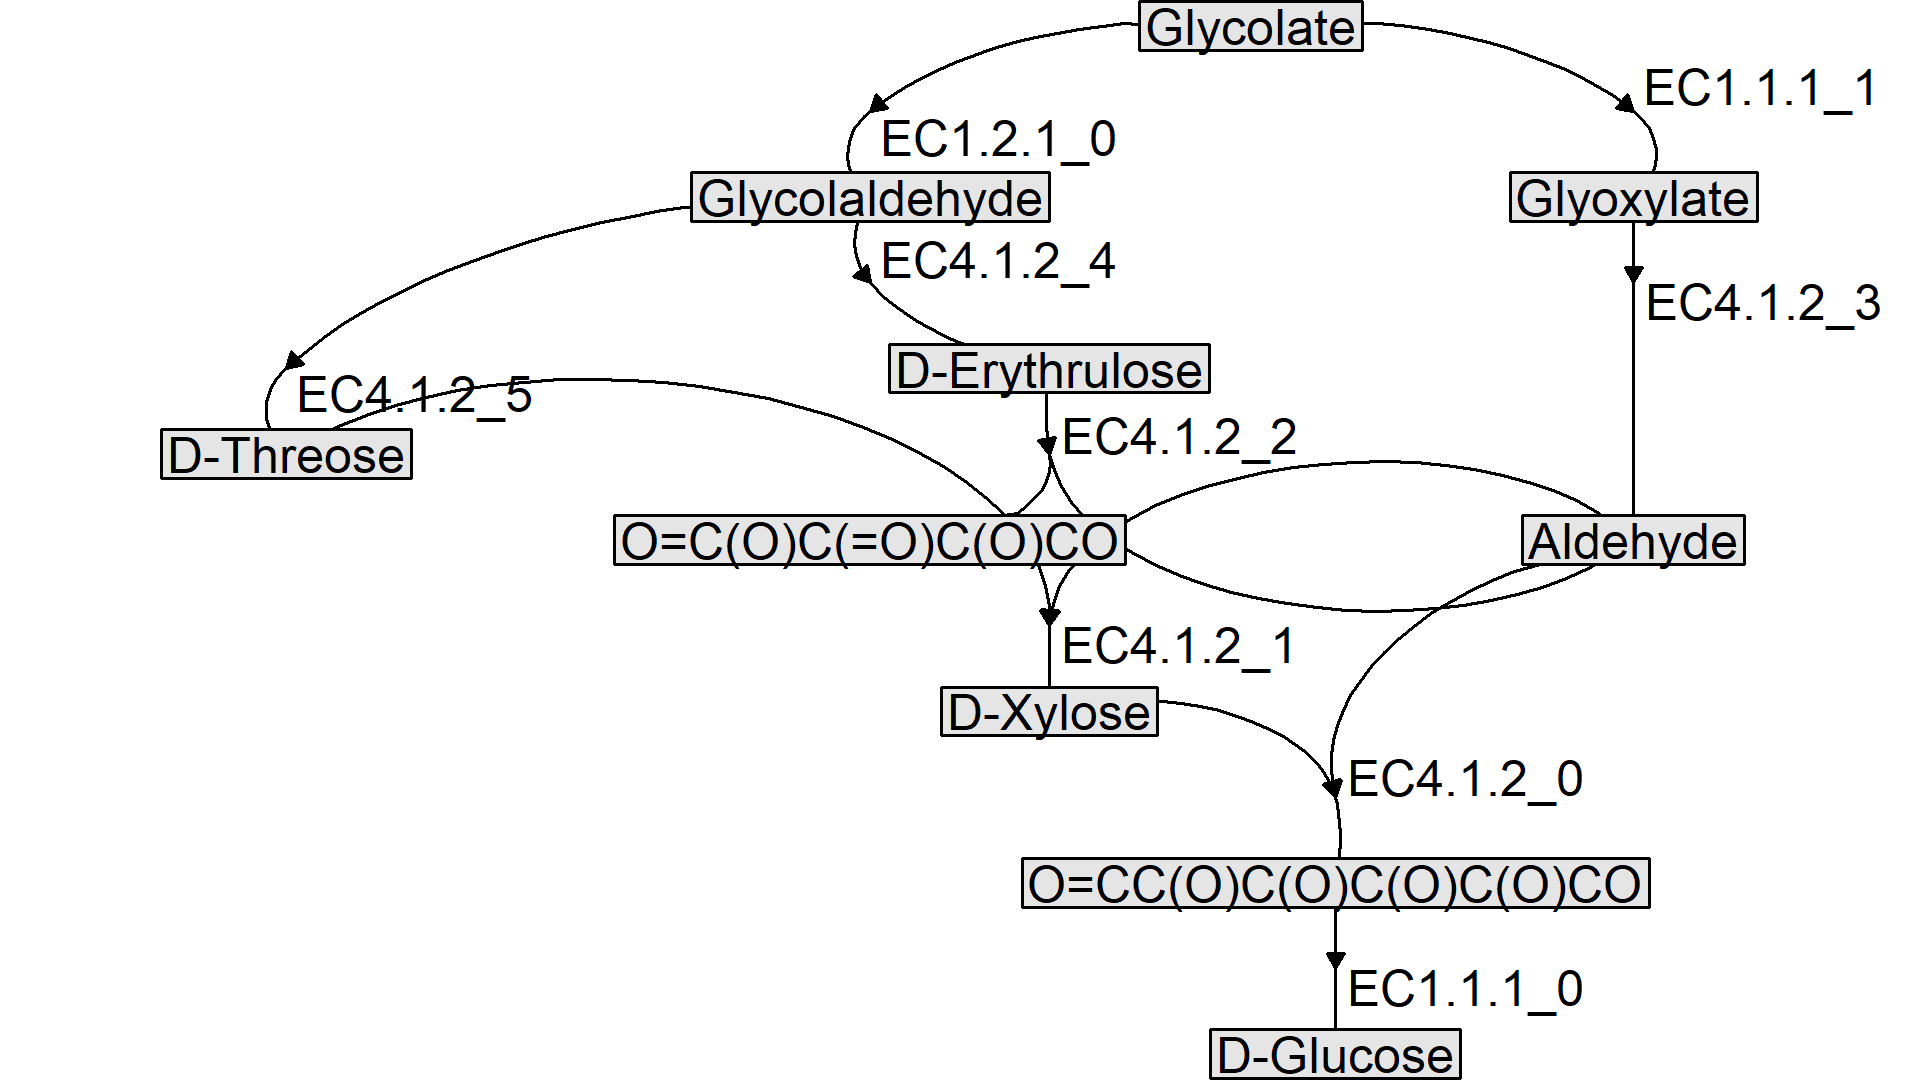 Glycolate
EC1.1.1_1
EC1.2.1_0
Glycolaldehyde
Glyoxylate
EC4.1.2_4
EC4.1.2_3
D-Erythrulose
EC4.1.2_5
EC4.1.2_2
D-Threose
O=C(O)C(=O)C(O)CO
Aldehyde
EC4.1.2_1
D-Xylose
EC4.1.2_0
O=CC(O)C(O)C(O)C(O)CO
EC1.1.1_0
D-Glucose